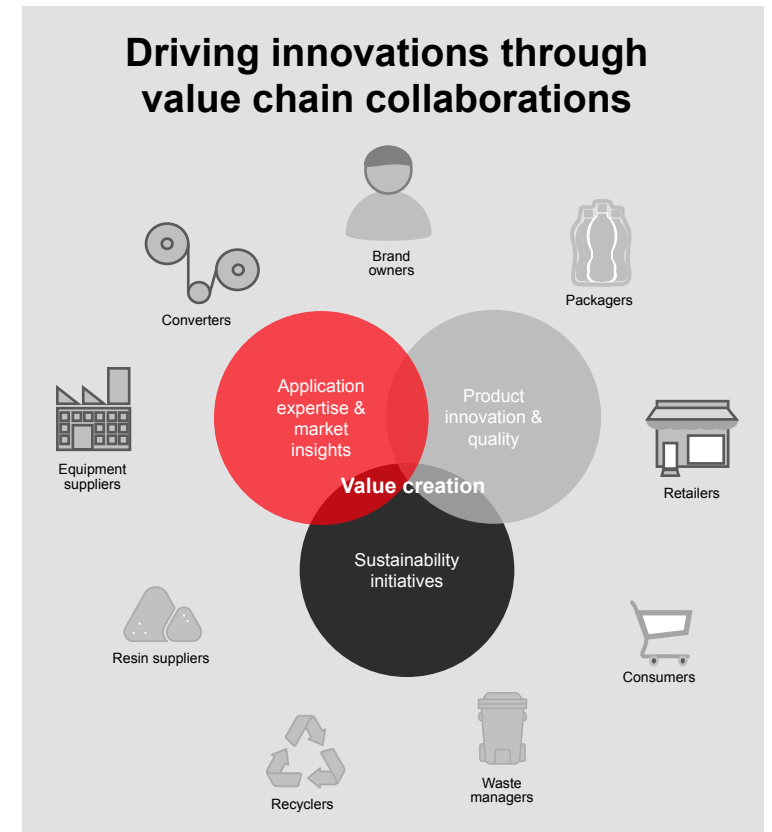 Driving innovations through
value chain collaborations
Brand
owners
Packagers
Converters
Application
expertise &
market
insights
Product
innovation &
quality
Equipment
suppliers
Retailers
Value creation
Sustainability
initiatives
Resin suppliers
Consumers
Waste
managers
Recyclers